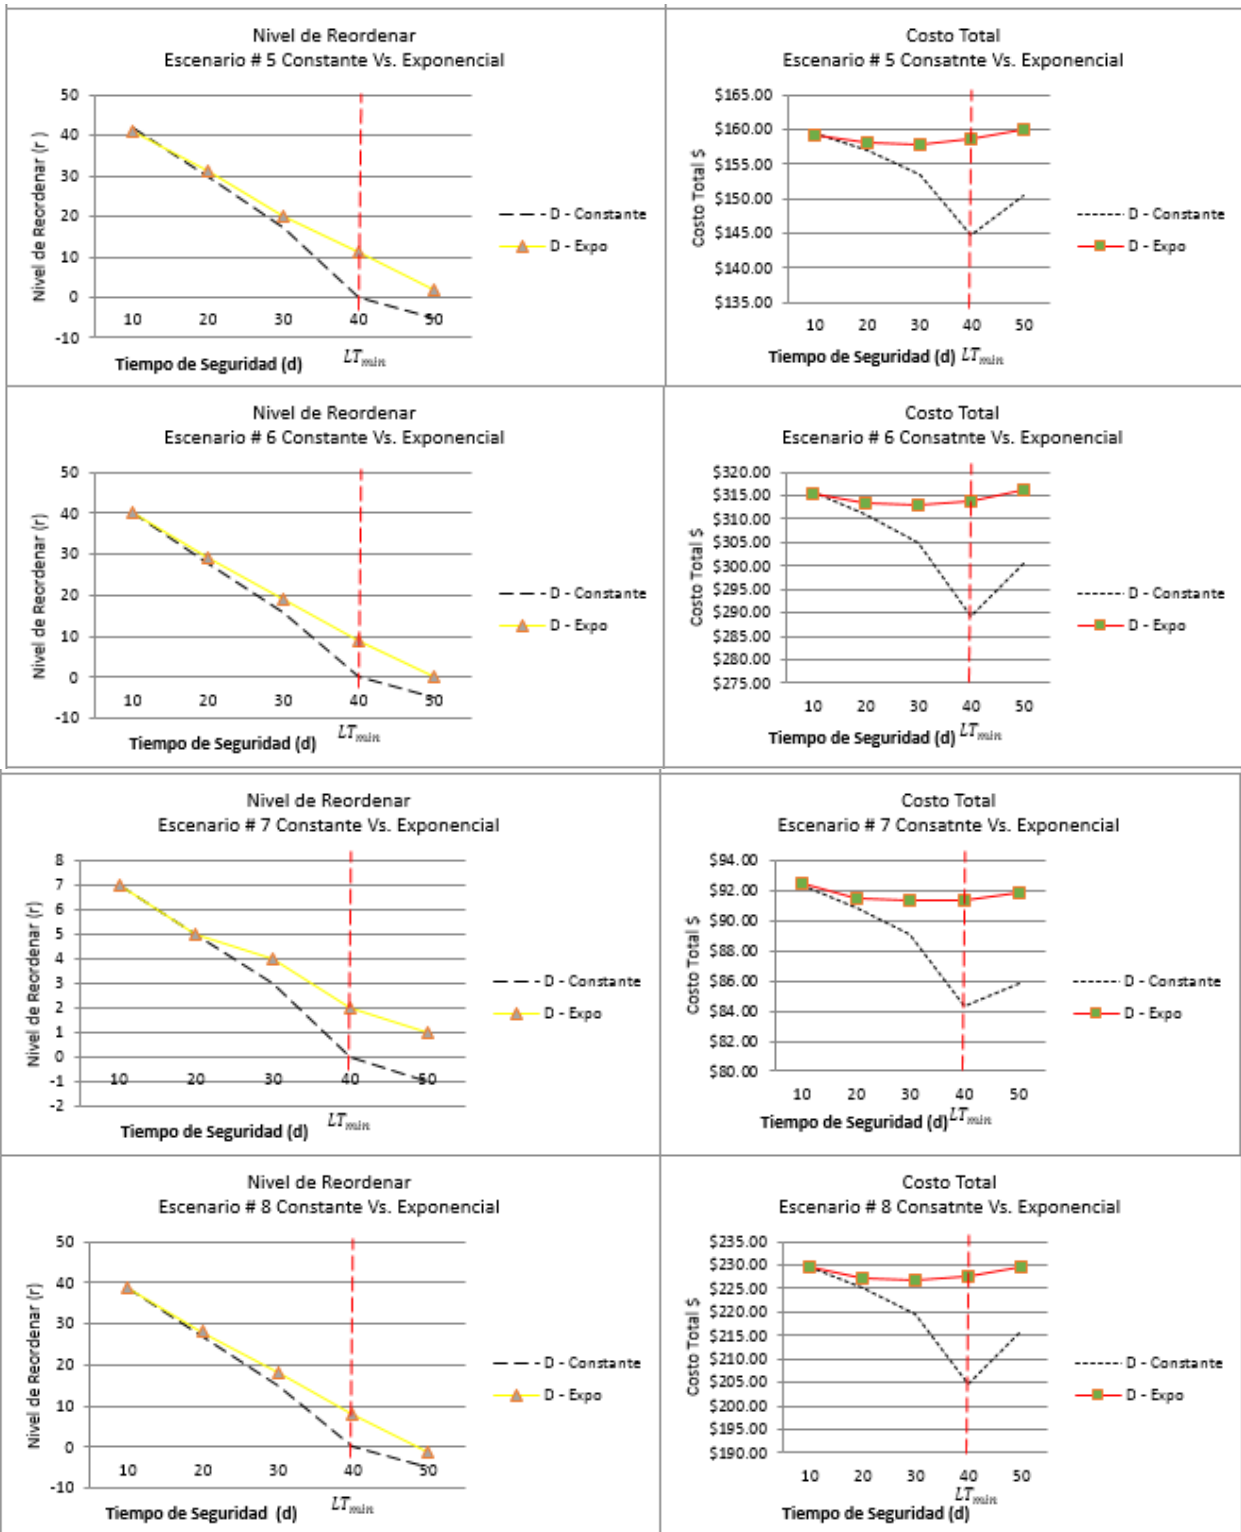 Nivel de Reordenar
Escenario # 5 Constante Vs. Exponencial
50
40
30
20
10
0
-10
Nivel de Reordenar (r)
10 20 30 40 50
Tiempo de Seguridad (d)
LTmin
D - Constante
D - Expo
Costo Total
Escenario # 5 Consatnte Vs. Exponencial
$165.00
$160.00
$155.00
$150.00
$145.00
$140.00
$135.00
Costo Total $
10 20 30 40 50
Tiempo de Seguridad (d) LTmin
D - Constante
D - Expo
Nivel de Reordenar
Escenario # 6 Constante Vs. Exponencial
50
40
30
20
10
0
-10
Nivel de Reordenar (r)
10 20 30 40 50
Tiempo de Seguridad (d)
LTmin
D - Constante
D - Expo
Costo Total
Escenario # 6 Consatnte Vs. Exponencial
$320.00
$315.00
$310.00
$305.00
$300.00
$295.00
$290.00
$285.00
$280.00
$275.00
Costo Total $
10 20 30 40 50
Tiempo de Seguridad (d) LTmin
D - Constante
D - Expo
Nivel de Reordenar
Escenario # 7 Constante Vs. Exponencial
8
7
6
5
4
3
2
1
0
-1
-2
Nivel de Reordenar (r)
10 20 30 40 50
Tiempo de Seguridad (d)
LTmin
D - Constante
D - Expo
Costo Total
Escenario # 7 Consatnte Vs. Exponencial
$94.00
$92.00
$90.00
$88.00
$86.00
$84.00
$82.00
$80.00
Costo Total $
10 20 30 40 50
Tiempo de Seguridad (d) LTmin
D - Constante
D - Expo
Nivel de Reordenar
Escenario # 8 Constante Vs. Exponencial
50
40
30
20
10
0
-10
Nivel de Reordenar (r)
10 20 30 40 50
Tiempo de Seguridad (d)
LTmin
D - Constante
D - Expo
Costo Total
Escenario # 8 Consatnte Vs. Exponencial
$235.00
$230.00
$225.00
$220.00
$215.00
$210.00
$205.00
$200.00
$195.00
$190.00
Costo Total $
10 20 30 40 50
LTmin
Tiempo de Seguridad (d)
D - Constante
D - Expo